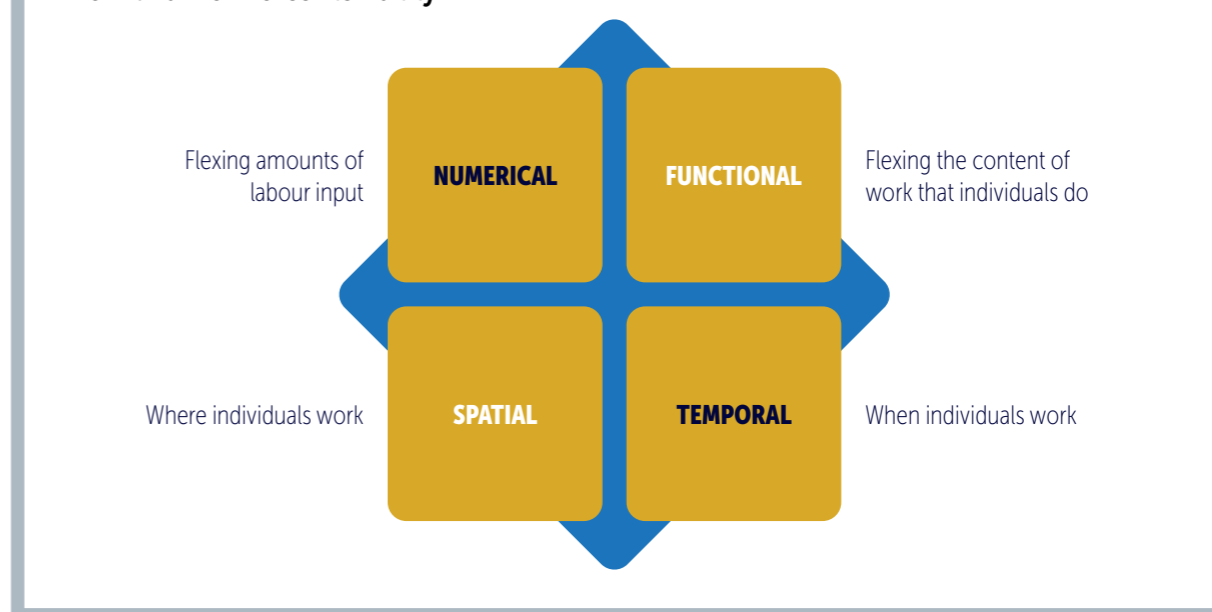 Flexing amounts of
labour input
NUMERICAL
FUNCTIONAL
Flexing the content of
work that individuals do
Where individuals work
SPATIAL
TEMPORAL
When individuals work